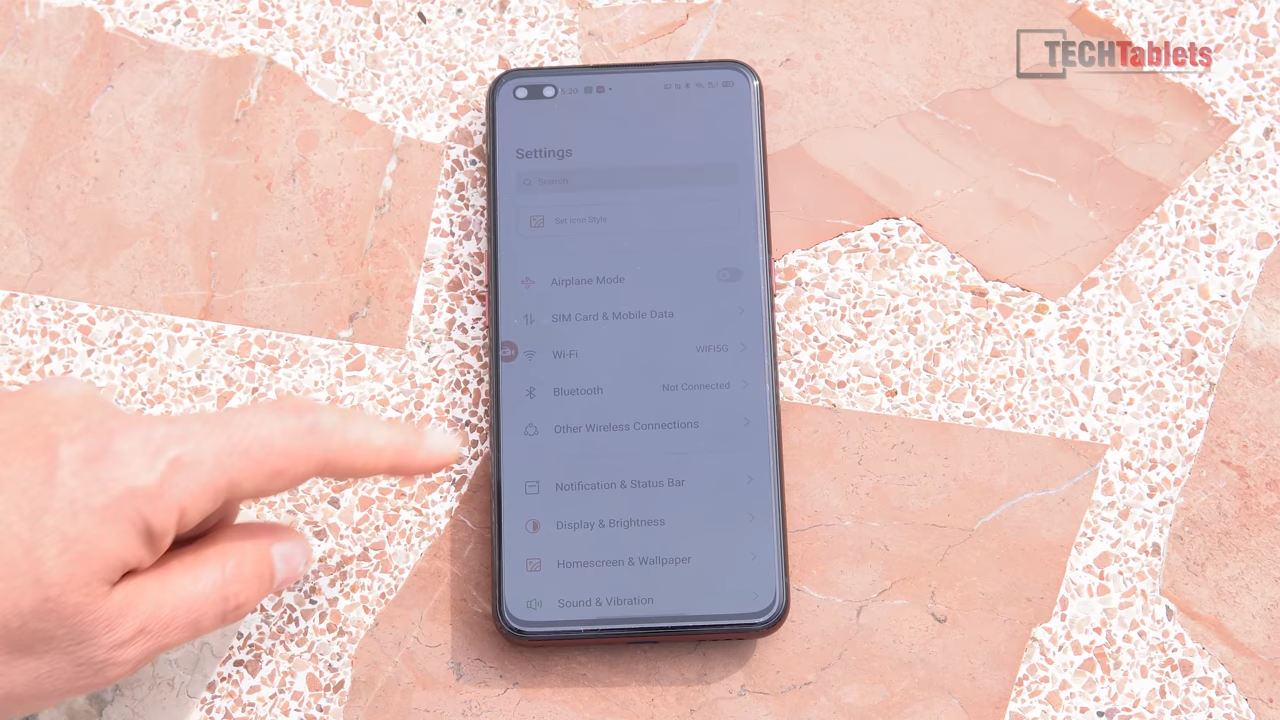 TECHTablets
5:20
Settings
Search
Set Icon Style
Airplane Mode
SIM Card & Mobile Data
Wi-Fi WIFI5G
Bluetooth Not Connected
Other Wireless Connections
Notification & Status Bar
Display & Brightness
Homescreen & Wallpaper
Sound & Vibration